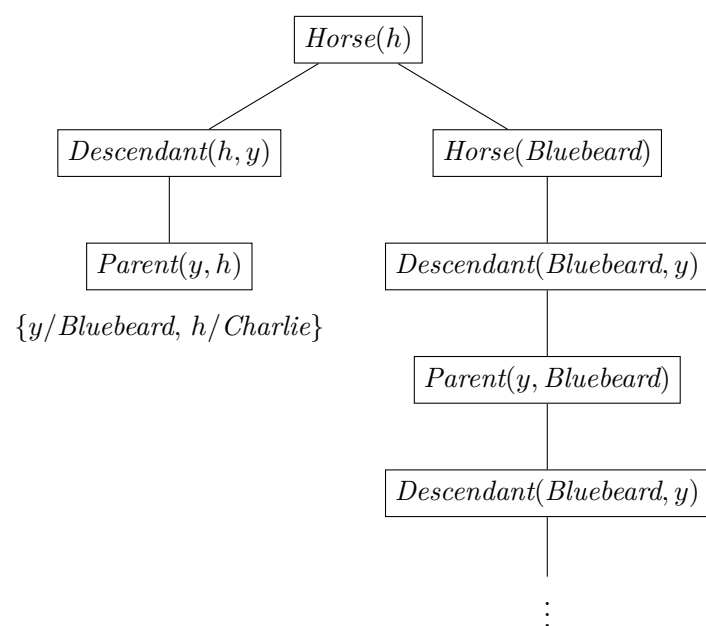 Horse(h)
Descendant(h, y)
Horse(Bluebeard)
Parent(y, h)
Descendant(Bluebeard, y)
{y/Bluebeard, h/Charlie}
Parent(y, Bluebeard)
Descendant(Bluebeard, y)
⋮